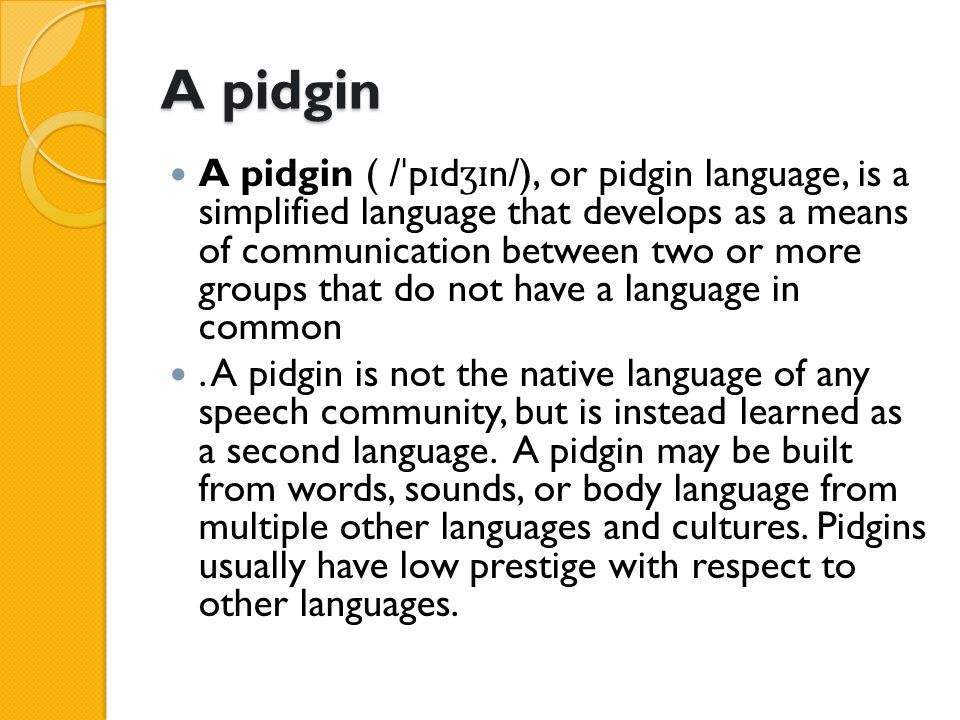 A pidgin
A pidgin ( /ˈpɪdʒɪn/), or pidgin language, is a
simplified language that develops as a means
of communication between two or more
groups that do not have a language in
common
. A pidgin is not the native language of any
speech community, but is instead learned as
a second language. A pidgin may be built
from words, sounds, or body language from
multiple other languages and cultures. Pidgins
usually have low prestige with respect to
other languages.